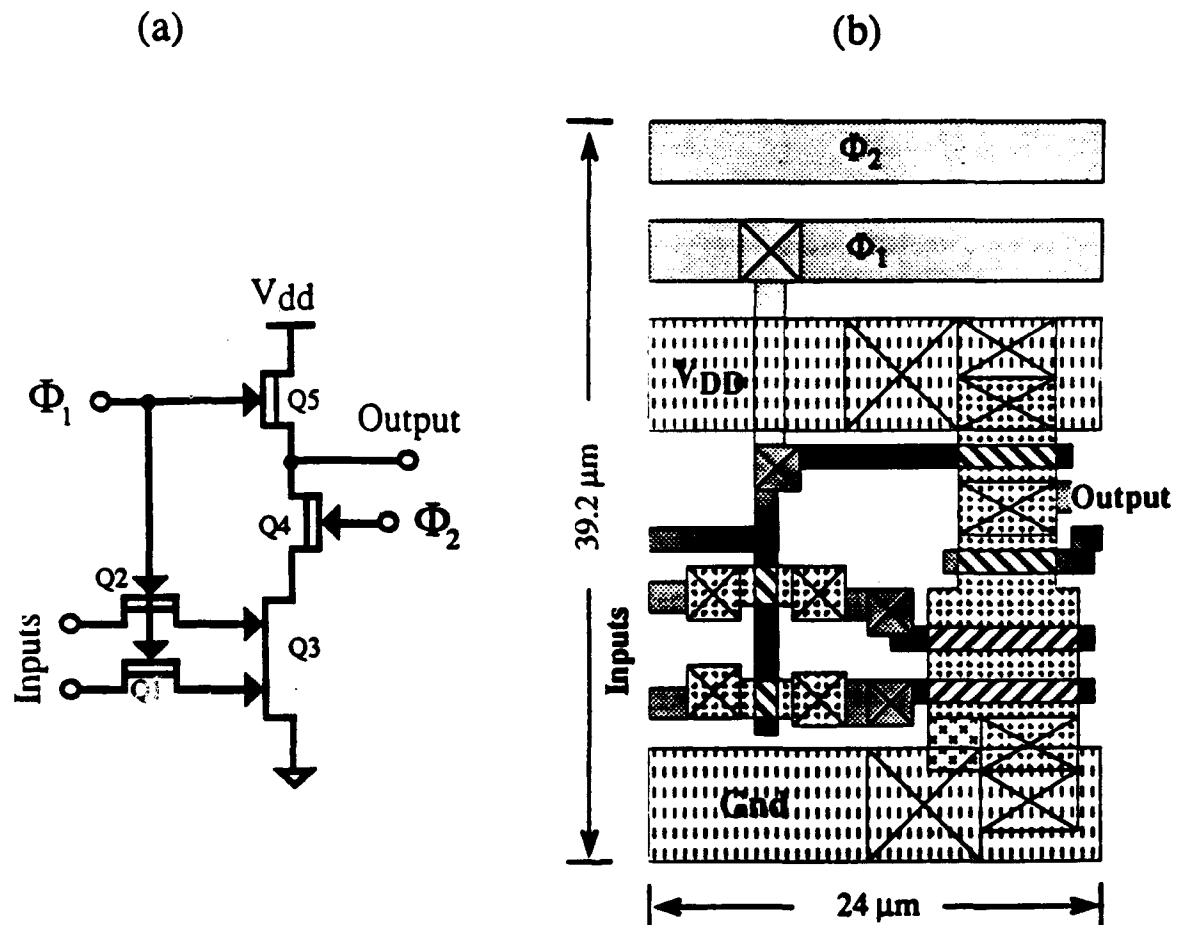 (a)
(b)
Vdd
Φ1
Q5
Output
Q4
Φ2
Q2
Q3
Inputs
Q1
Φ2
Φ1
VDD
39.2 μm
Output
Inputs
Gnd
24 μm